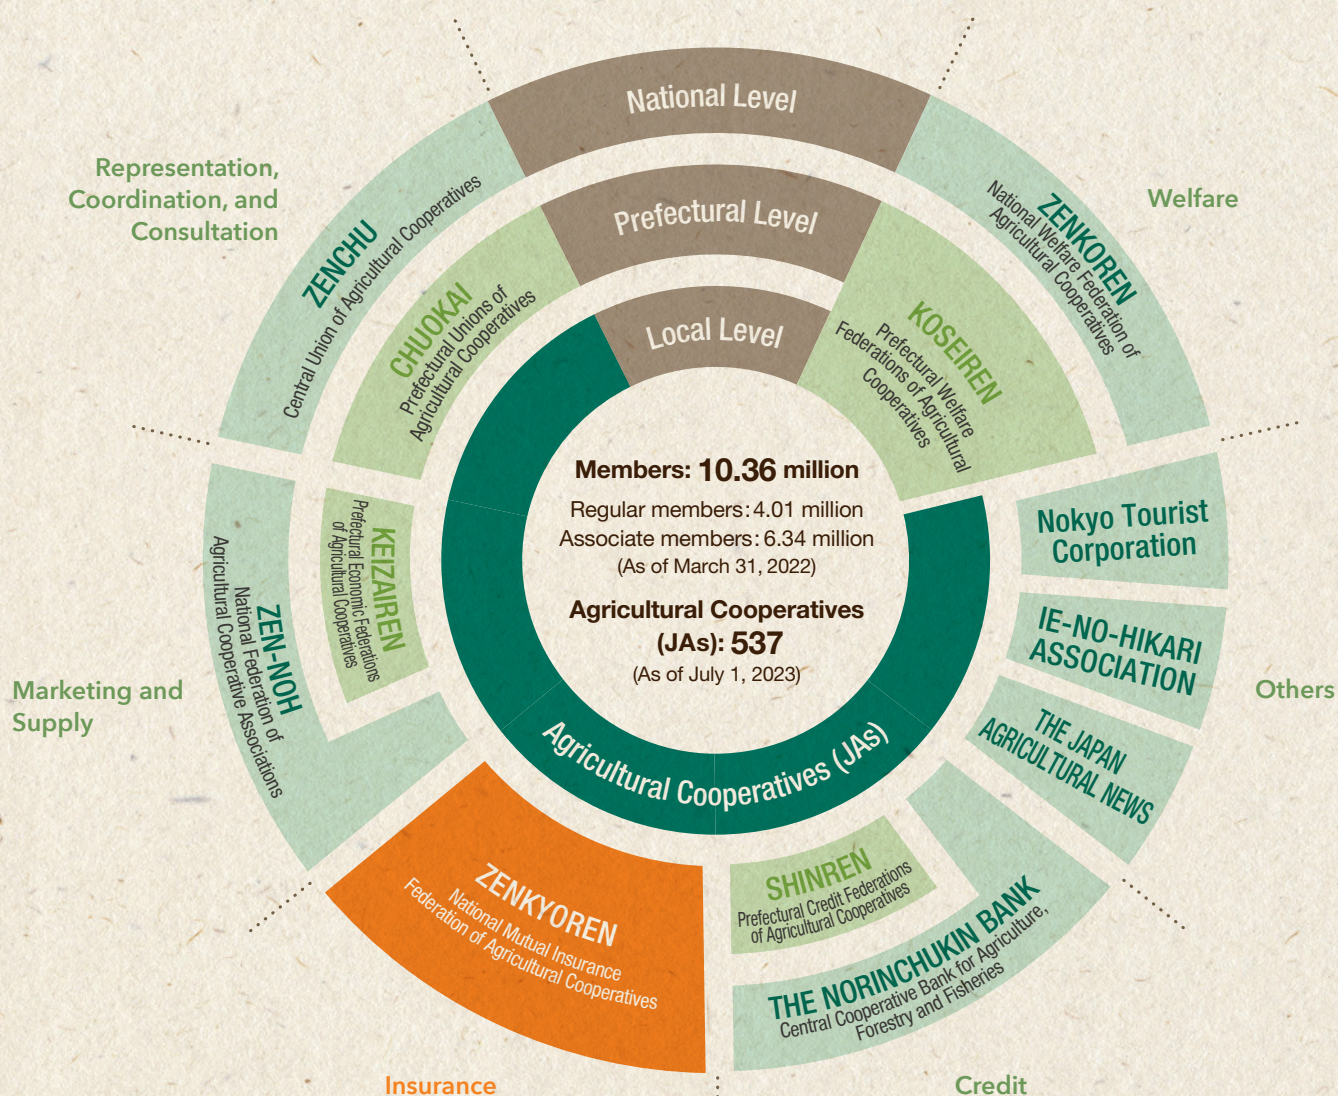 National Level
Prefectural Level
Local Level
Representation,
Coordination, and
Consultation
ZENCHU
Central Union of Agricultural Cooperatives
CHUOKAI
Prefectural Unions of
Agricultural Cooperatives
Welfare
ZENKOREN
National Welfare Federation of
Agricultural Cooperatives
KOSEIREN
Prefectural Welfare
Federations of Agricultural
Cooperatives
Members: 10.36 million
Regular members: 4.01 million
Associate members: 6.34 million
(As of March 31, 2022)
Agricultural Cooperatives
(JAs): 537
(As of July 1, 2023)
Agricultural Cooperatives (JAs)
Marketing and
Supply
ZEN-NOH
National Federation of
Agricultural Cooperative Associations
KEIZAIREN
Prefectural Economic Federations
of Agricultural Cooperatives
Others
Nokyo Tourist
Corporation
IE-NO-HIKARI
ASSOCIATION
THE JAPAN
AGRICULTURAL NEWS
ZENKYOREN
National Mutual Insurance
Federation of Agricultural Cooperatives
Insurance
SHINREN
Prefectural Credit Federations
of Agricultural Cooperatives
THE NORINCHUKIN BANK
Central Cooperative Bank for Agriculture,
Forestry and Fisheries
Credit